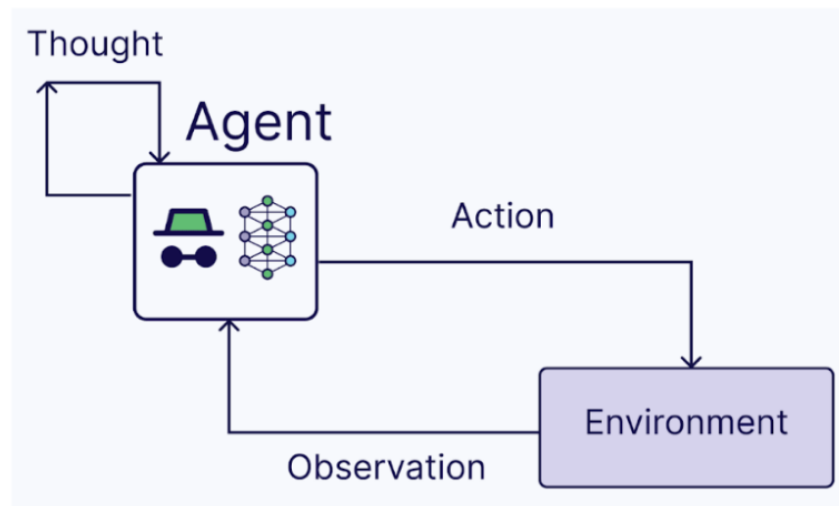 Thought
Agent
Action
Environment
Observation